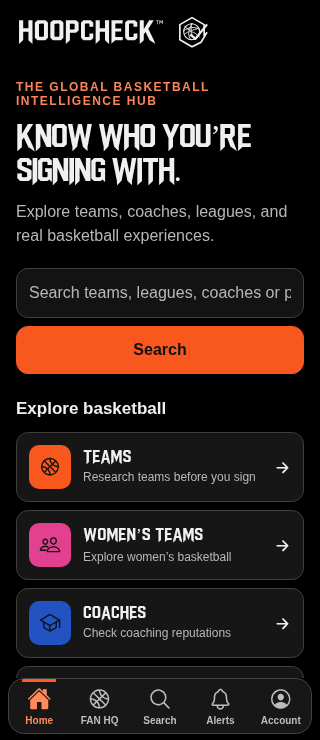 HOOPCHECK™
THE GLOBAL BASKETBALL
INTELLIGENCE HUB
KNOW WHO YOU'RE
SIGNING WITH.
Explore teams, coaches, leagues, and
real basketball experiences.
Search teams, leagues, coaches or p
Search
Explore basketball
TEAMS
Research teams before you sign
WOMEN'S TEAMS
Explore women's basketball
COACHES
Check coaching reputations
Home
FAN HQ
Search
Alerts
Account